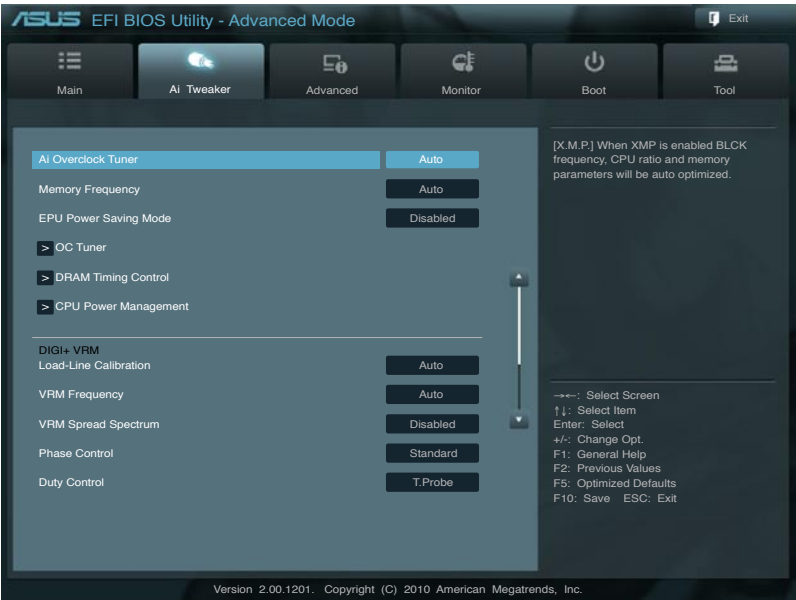 ASUS EFI BIOS Utility - Advanced Mode
Exit
Main
Ai Tweaker
Advanced
Monitor
Boot
Tool
Ai Overclock Tuner Auto
Memory Frequency Auto
EPU Power Saving Mode Disabled
> OC Tuner
> DRAM Timing Control
> CPU Power Management
DIGI+ VRM
Load-Line Calibration Auto
VRM Frequency Auto
VRM Spread Spectrum Disabled
Phase Control Standard
Duty Control T.Probe
[X.M.P.] When XMP is enabled BLCK
frequency, CPU ratio and memory
parameters will be auto optimized.
→←: Select Screen
↑↓: Select Item
Enter: Select
+/-: Change Opt.
F1: General Help
F2: Previous Values
F5: Optimized Defaults
F10: Save ESC: Exit
Version 2.00.1201. Copyright (C) 2010 American Megatrends, Inc.